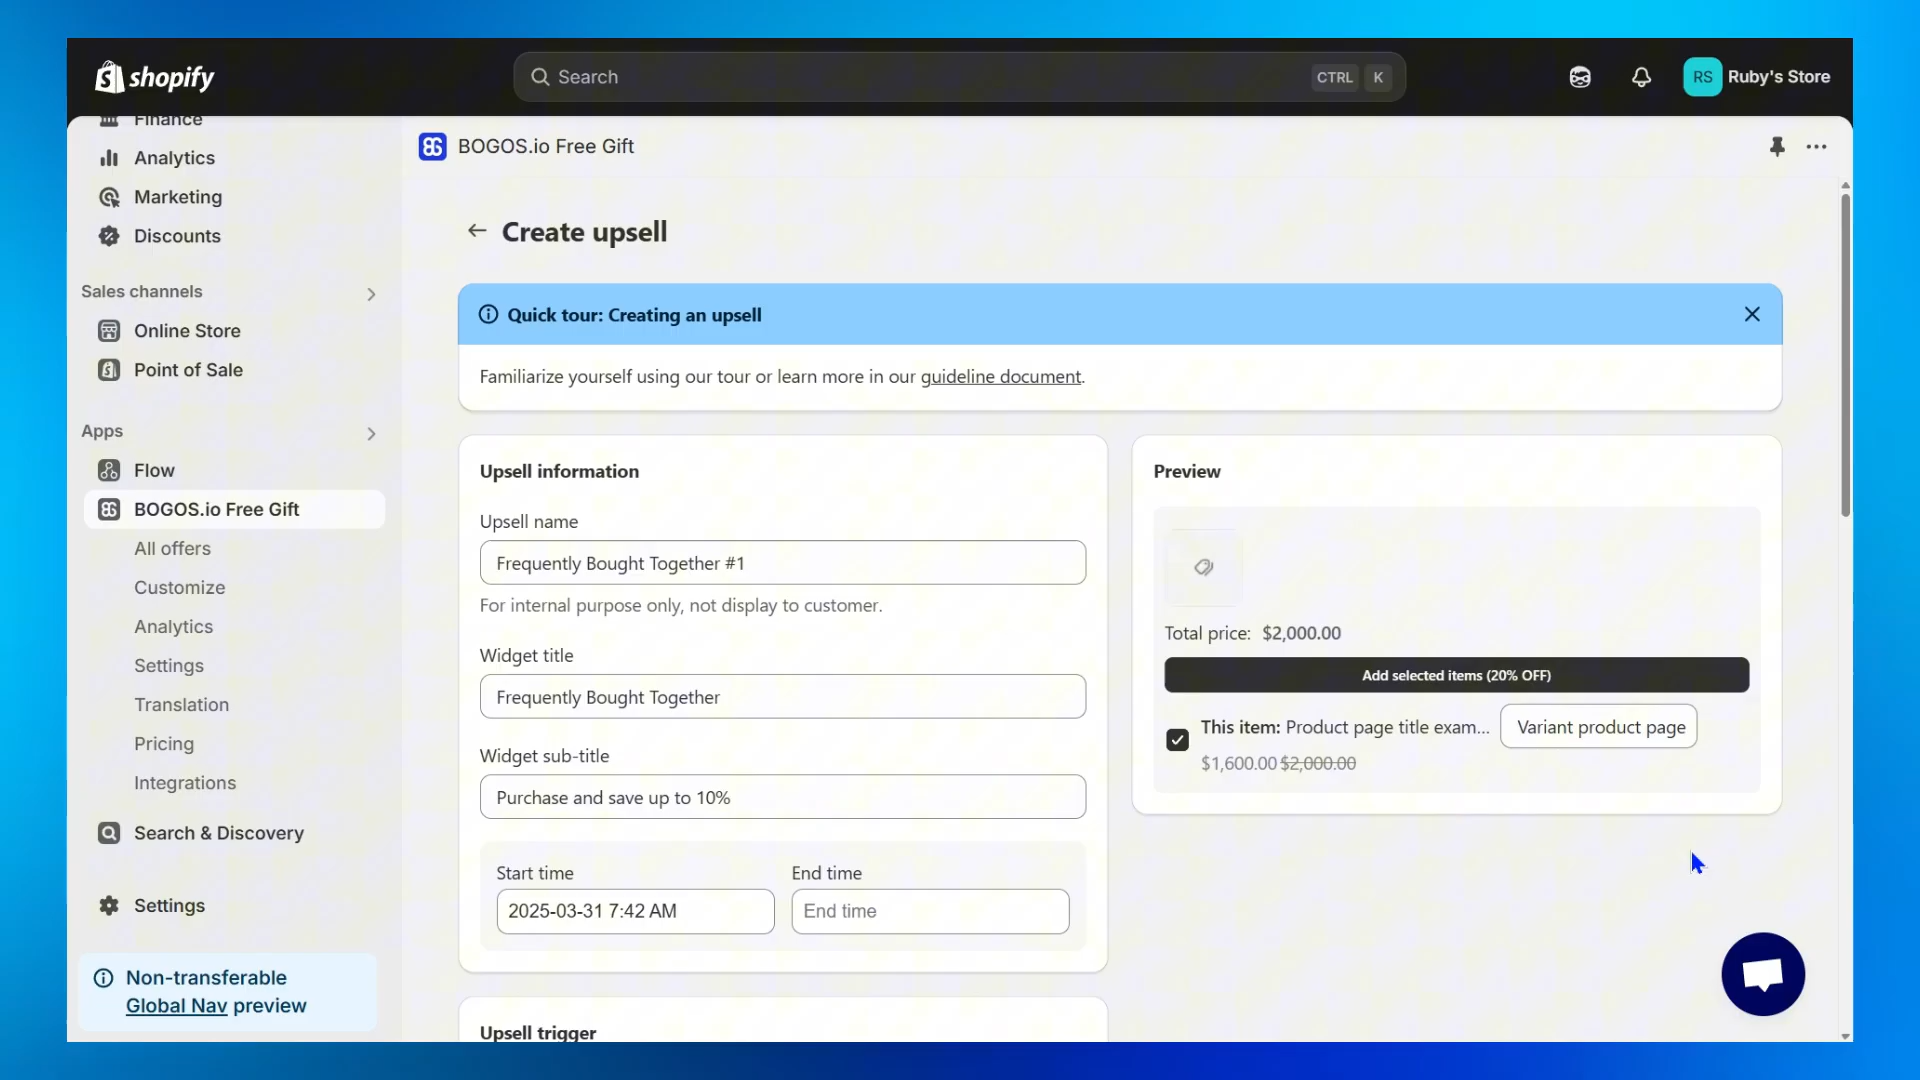 shopify
Search
CTRL K
RS Ruby's Store
Finance
Analytics
Marketing
Discounts
Sales channels
Online Store
Point of Sale
Apps
Flow
BOGOS.io Free Gift
All offers
Customize
Analytics
Settings
Translation
Pricing
Integrations
Search & Discovery
Settings
Non-transferable
Global Nav preview
BOGOS.io Free Gift
Create upsell
Quick tour: Creating an upsell
Familiarize yourself using our tour or learn more in our guideline document.
Upsell information
Upsell name
Frequently Bought Together #1
For internal purpose only, not display to customer.
Widget title
Frequently Bought Together
Widget sub-title
Purchase and save up to 10%
Start time
End time
2025-03-31 7:42 AM
End time
Upsell trigger
Preview
Total price: $2,000.00
Add selected items (20% OFF)
This item: Product page title exam...
Variant product page
$1,600.00 $2,000.00